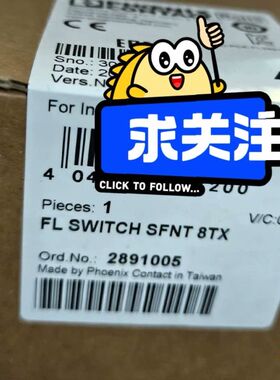 Sno.: 30
Date: 2
Vers.No
For In
求关注
CLICK TO FOLLOW...
4 04
200
Pieces: 1
V/C:
FL SWITCH SFNT 8TX
Ord.No.: 2891005
Made by Phoenix Contact in Taiwan